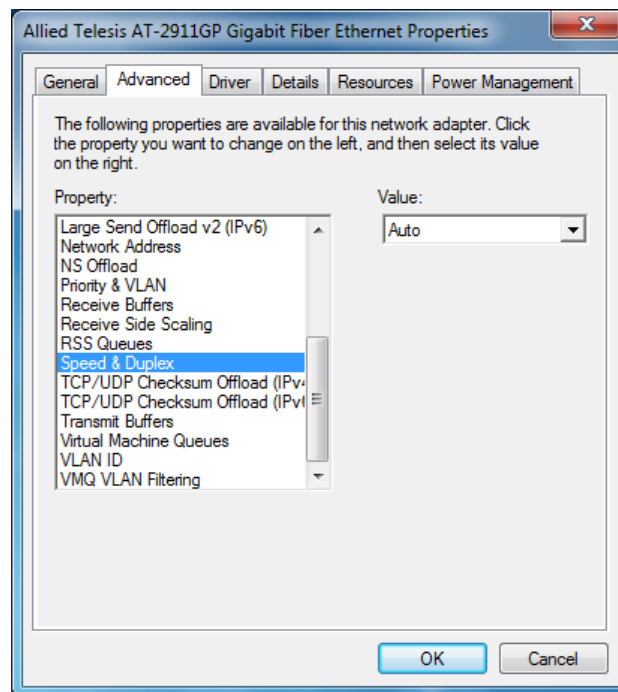 Allied Telesis AT-2911GP Gigabit Fiber Ethernet Properties
General Advanced Driver Details Resources Power Management
The following properties are available for this network adapter. Click
the property you want to change on the left, and then select its value
on the right.
Property:
Value:
Large Send Offload v2 (IPv6)
Network Address
NS Offload
Priority & VLAN
Receive Buffers
Receive Side Scaling
RSS Queues
Speed & Duplex
TCP/UDP Checksum Offload (IPv4
TCP/UDP Checksum Offload (IPv6
Transmit Buffers
Virtual Machine Queues
VLAN ID
VMQ VLAN Filtering
Auto
OK Cancel